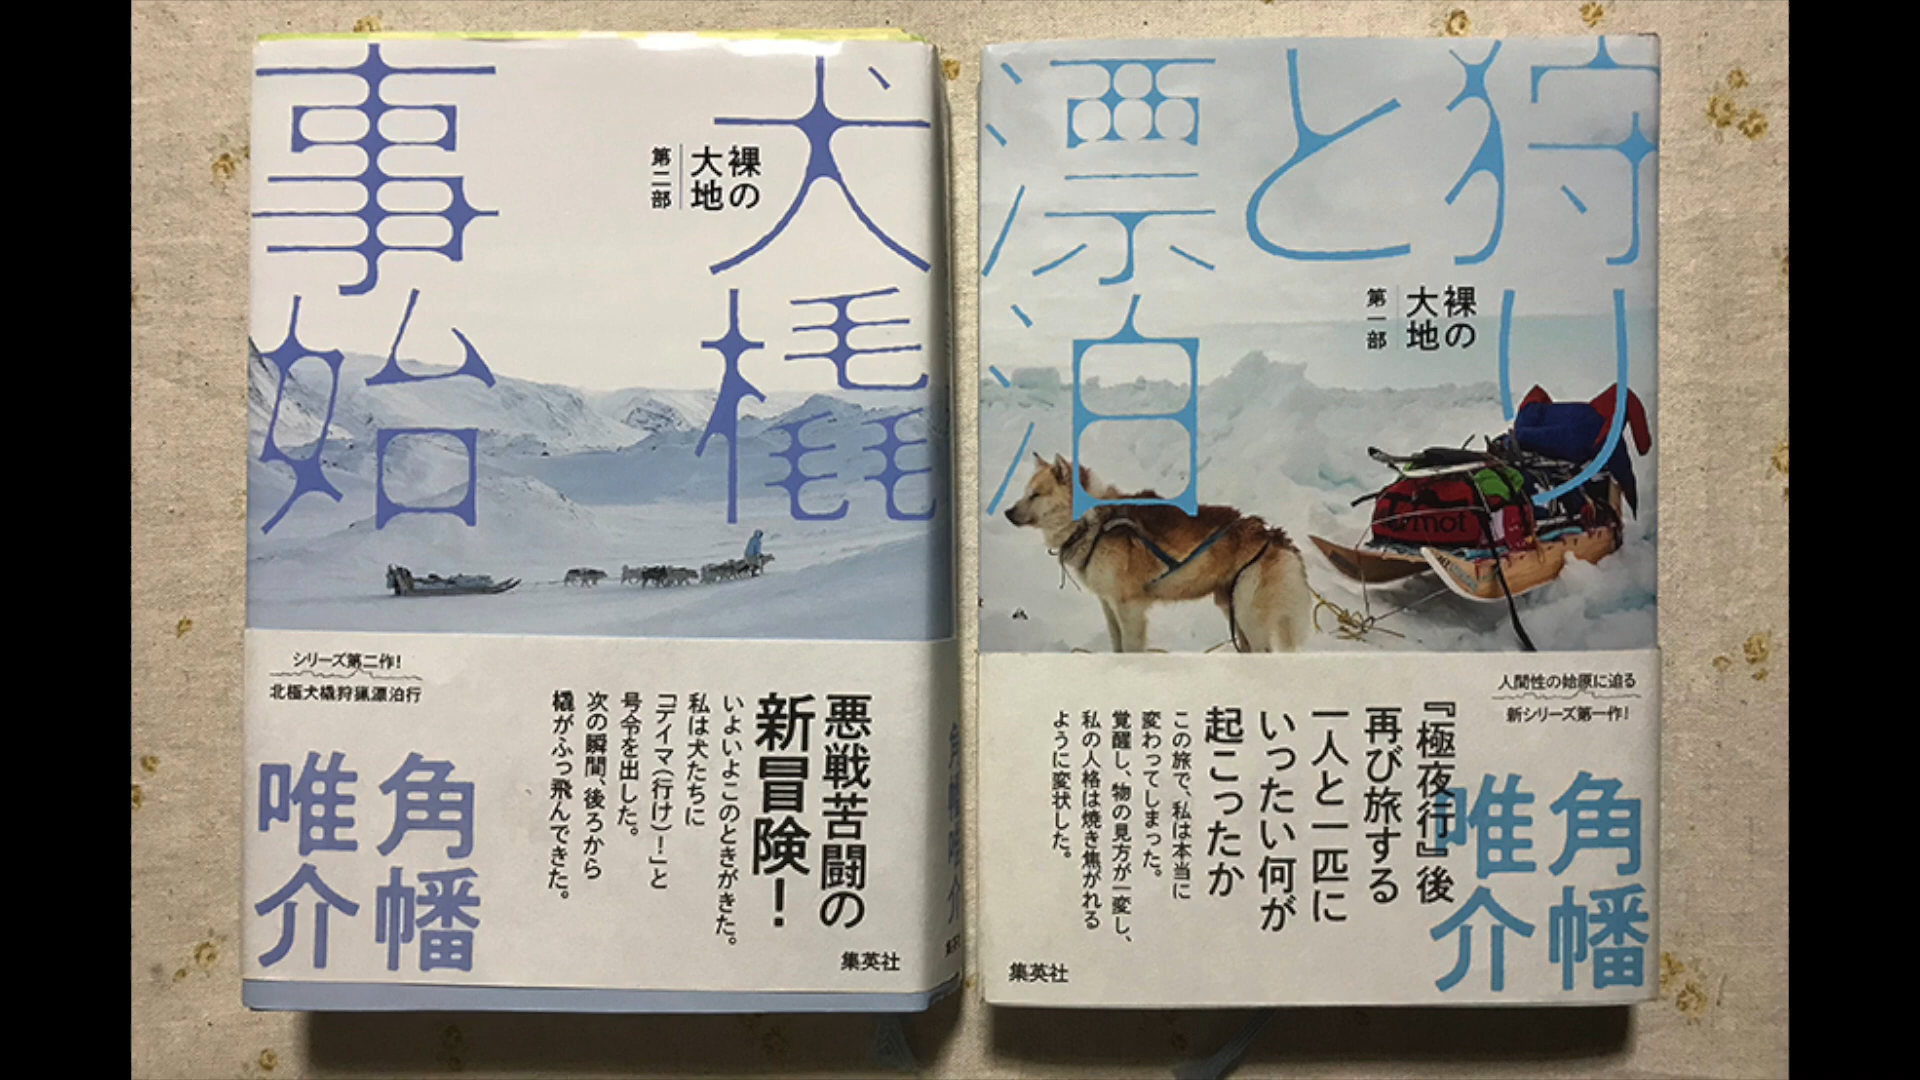 犬橇
事始
裸の
大地
第二部
シリーズ第二作!
北極犬橇狩猟漂泊行
悪戦苦闘の
新冒険!
いよいよこのときがきた。
私は犬たちに
「デイマ(行け)!」と
号令を出した。
次の瞬間、後ろから
橇がふっ飛んできた。
角幡
唯介
集英社
角幡唯介
狩り
と
漂泊
裸の
大地
第一部
人間性の始原に迫る
新シリーズ第一作!
『極夜行』後
再び旅する
一人と一匹に
いったい何が
起こったか
この旅で、私は本当に
変わってしまった。
覚醒し、物の見方が一変し、
私の人格は焼き焦がれる
ように変状した。
角幡
唯介
集英社